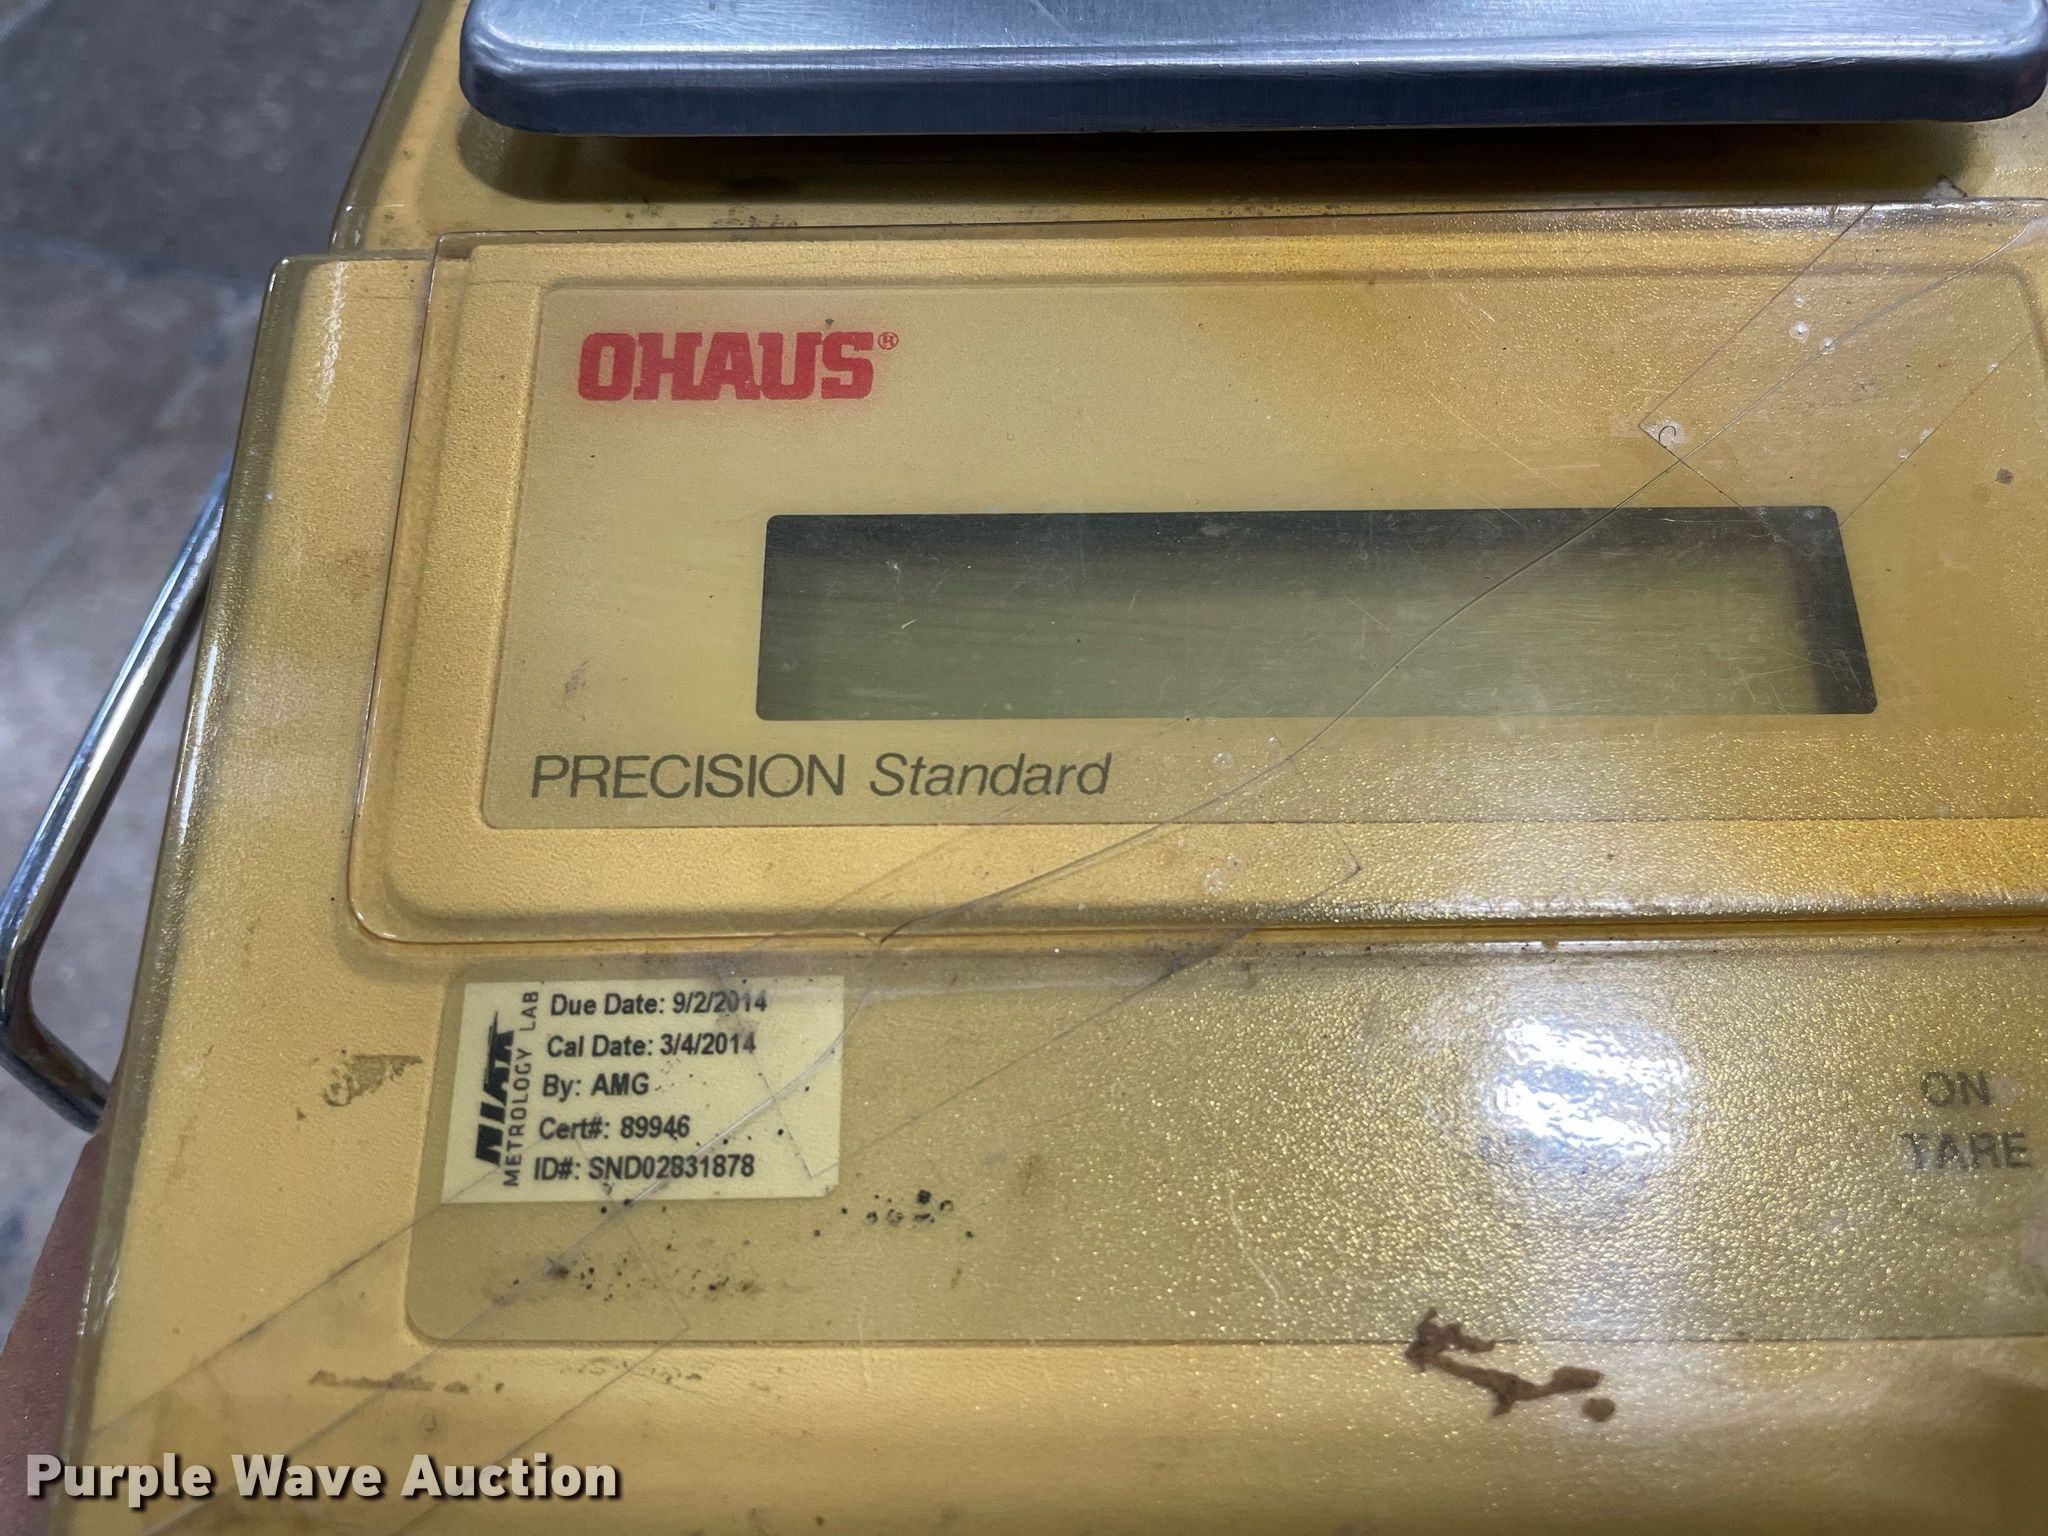 OHAUS®
PRECISION Standard
METROLOGY LAB
Due Date: 9/2/2014
Cal Date: 3/4/2014
By: AMG
Cert#: 89946
ID#: SND02831878
ON
TARE
Purple Wave Auction